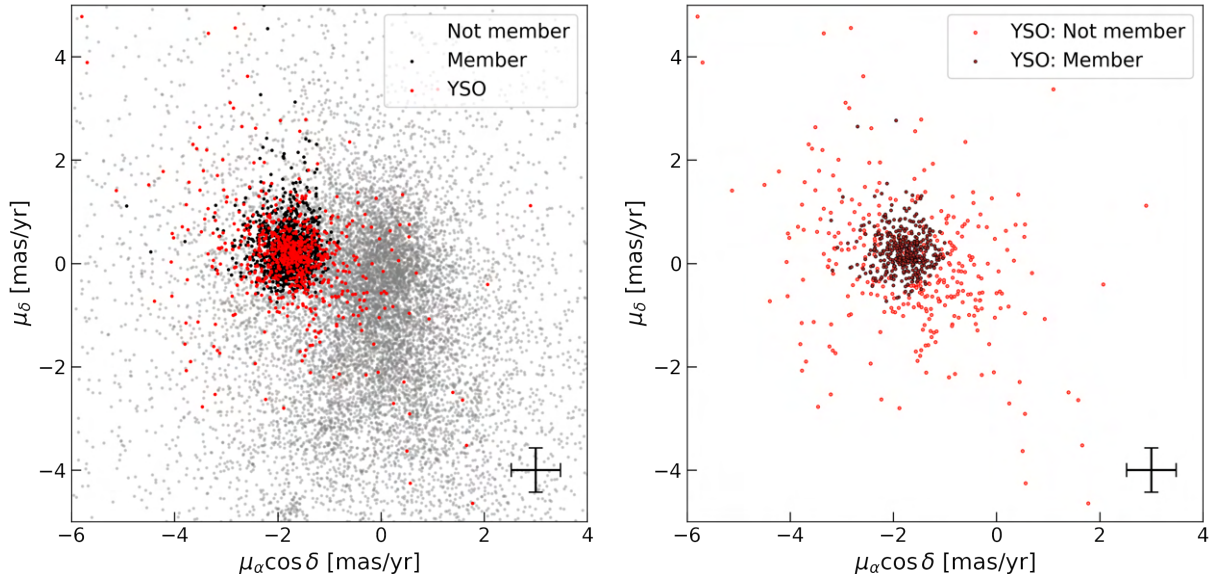 Not member
Member
YSO
4
2
0
−2
−4
μδ [mas/yr]
−6
−4
−2
0
2
4
μα cos δ [mas/yr]
YSO: Not member
YSO: Member
4
2
0
−2
−4
μδ [mas/yr]
−6
−4
−2
0
2
4
μα cos δ [mas/yr]